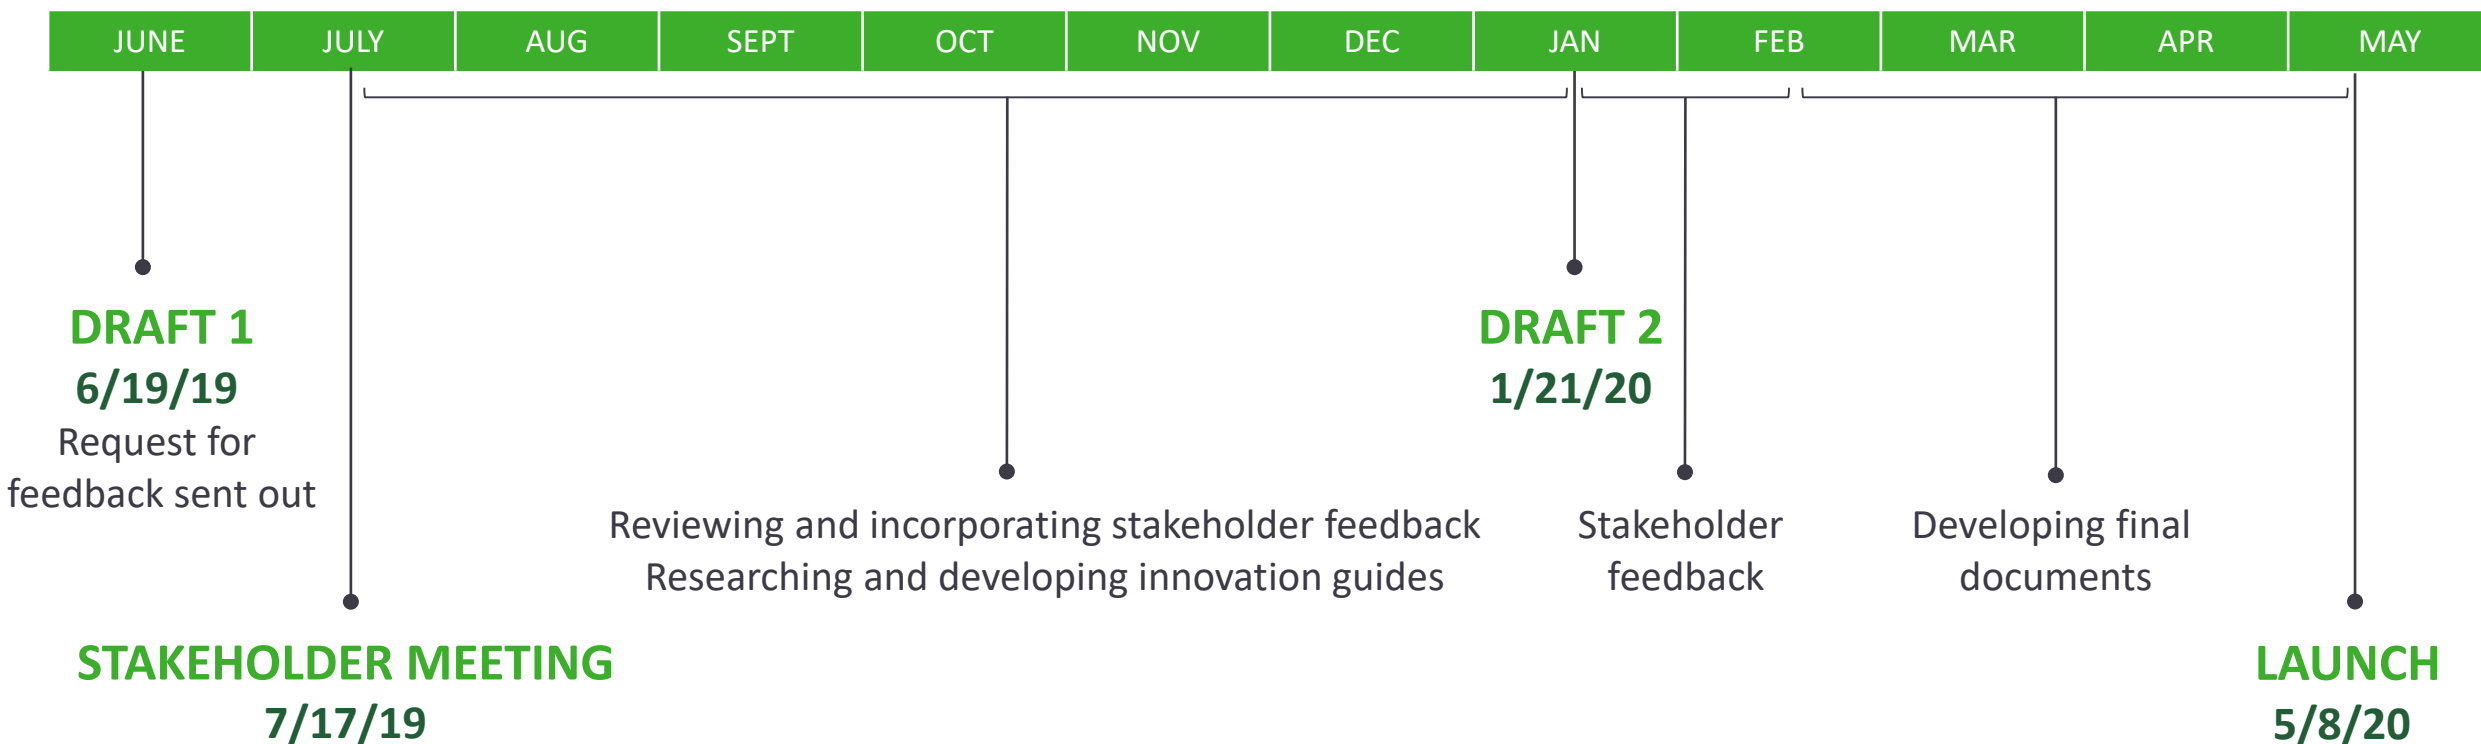 JUNE JULY AUG SEPT OCT NOV DEC JAN FEB MAR APR MAY
DRAFT 1
6/19/19
Request for
feedback sent out
STAKEHOLDER MEETING
7/17/19
Reviewing and incorporating stakeholder feedback
Researching and developing innovation guides
DRAFT 2
1/21/20
Stakeholder
feedback
Developing final
documents
LAUNCH
5/8/20